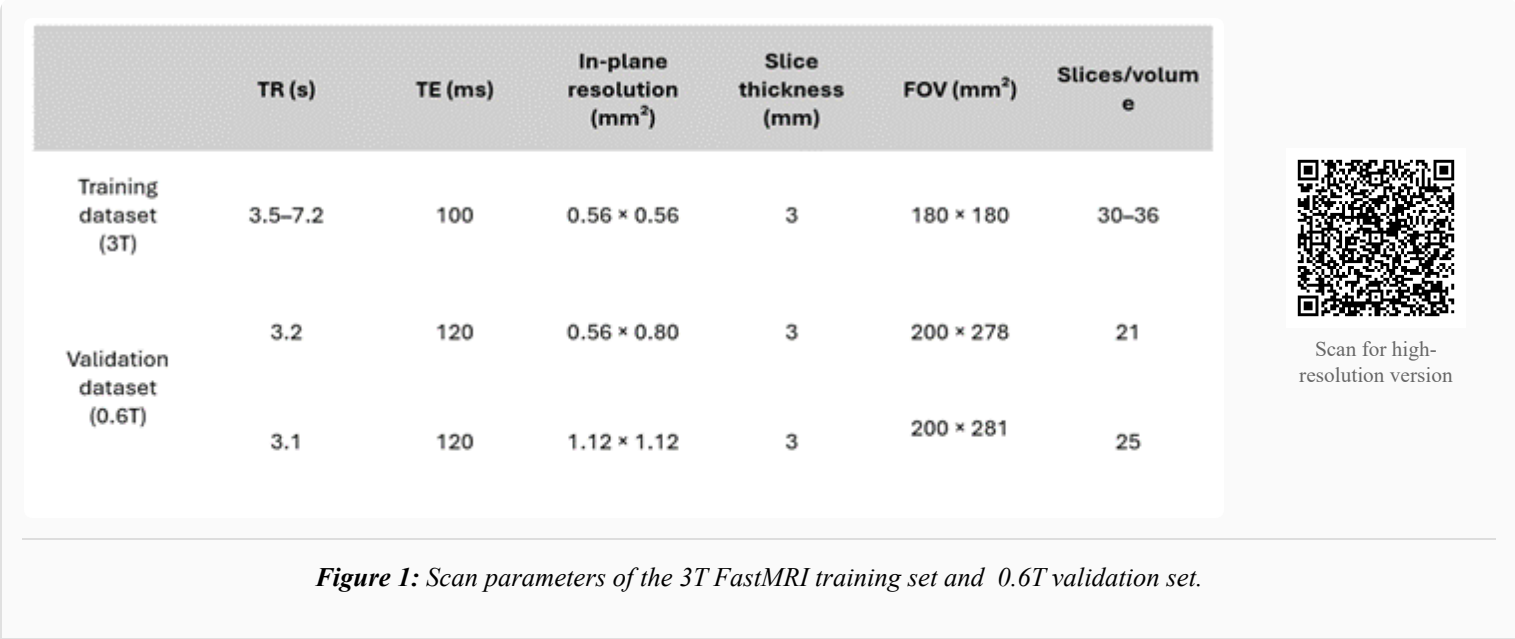 TR (s) TE (ms) In-plane resolution (mm²) Slice thickness (mm) FOV (mm²) Slices/volum e
Training dataset (3T) 3.5–7.2 100 0.56 × 0.56 3 180 × 180 30–36
Validation dataset (0.6T) 3.2 120 0.56 × 0.80 3 200 × 278 21
3.1 120 1.12 × 1.12 3 200 × 281 25
Scan for high-
resolution version
Figure 1: Scan parameters of the 3T FastMRI training set and 0.6T validation set.